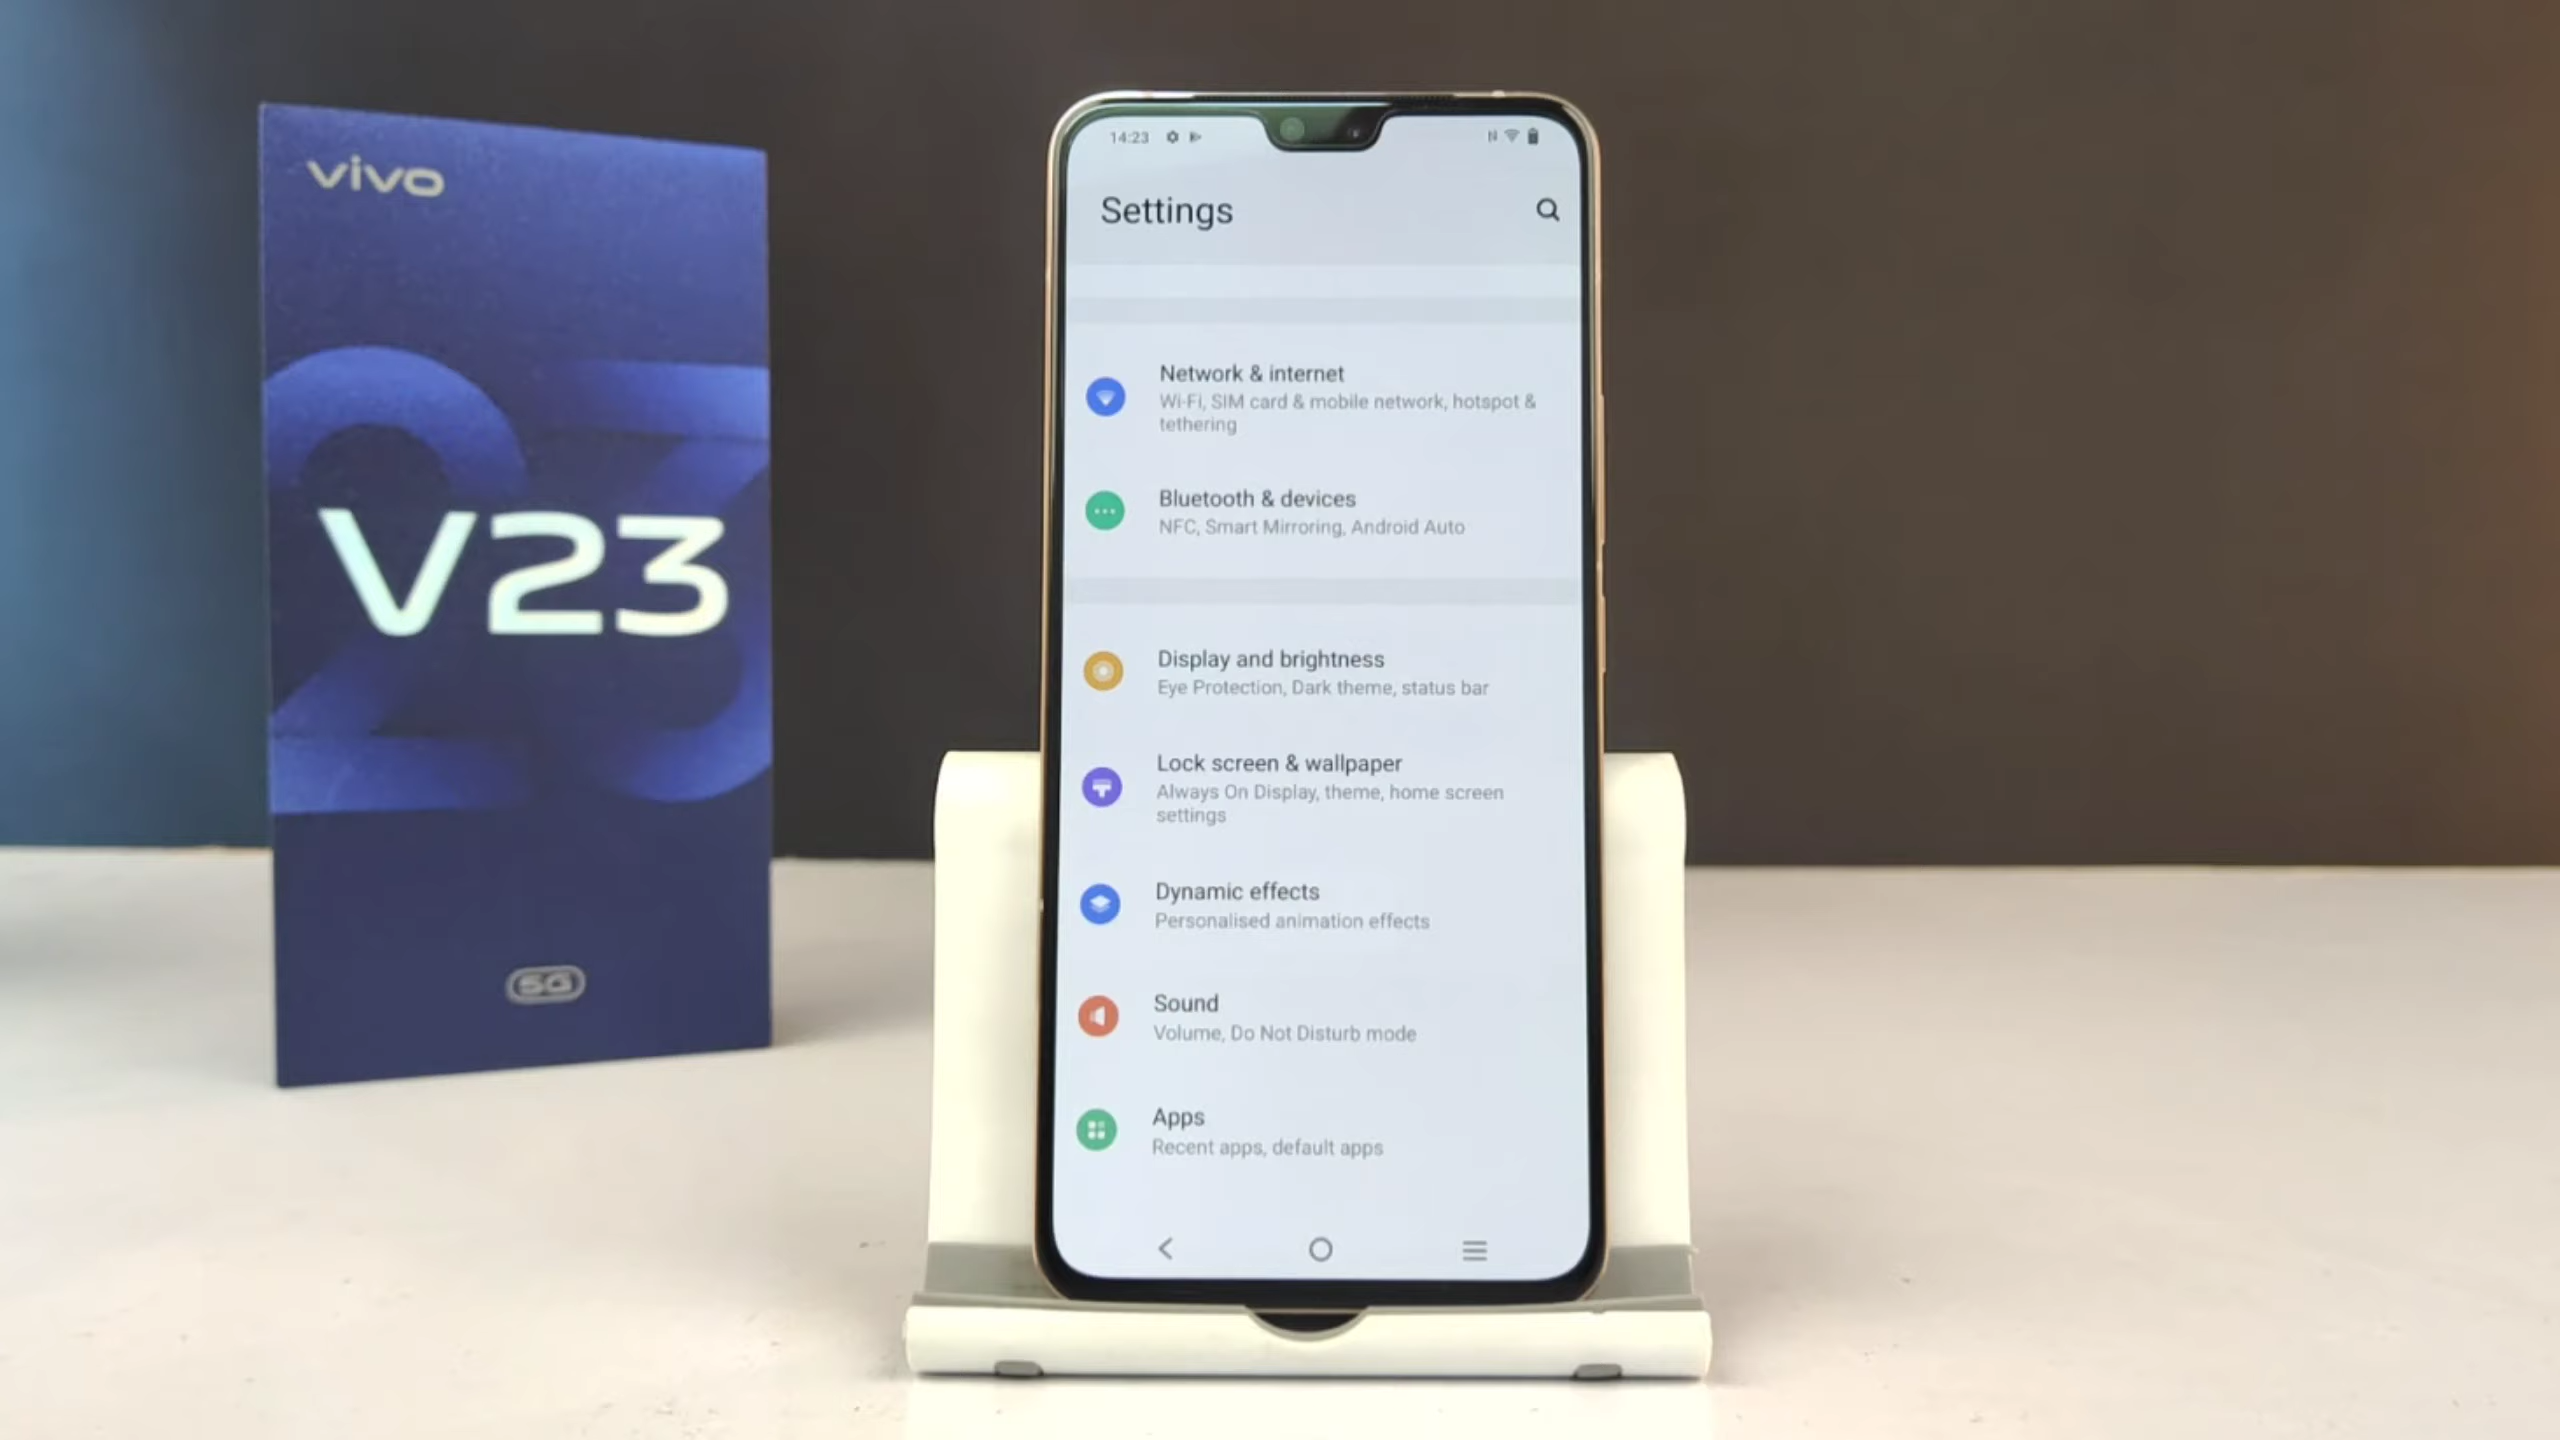 vivo
V23
5G
14:23
Settings
Network & internet
Wi-Fi, SIM card & mobile network, hotspot &
tethering
Bluetooth & devices
NFC, Smart Mirroring, Android Auto
Display and brightness
Eye Protection, Dark theme, status bar
Lock screen & wallpaper
Always On Display, theme, home screen
settings
Dynamic effects
Personalised animation effects
Sound
Volume, Do Not Disturb mode
Apps
Recent apps, default apps